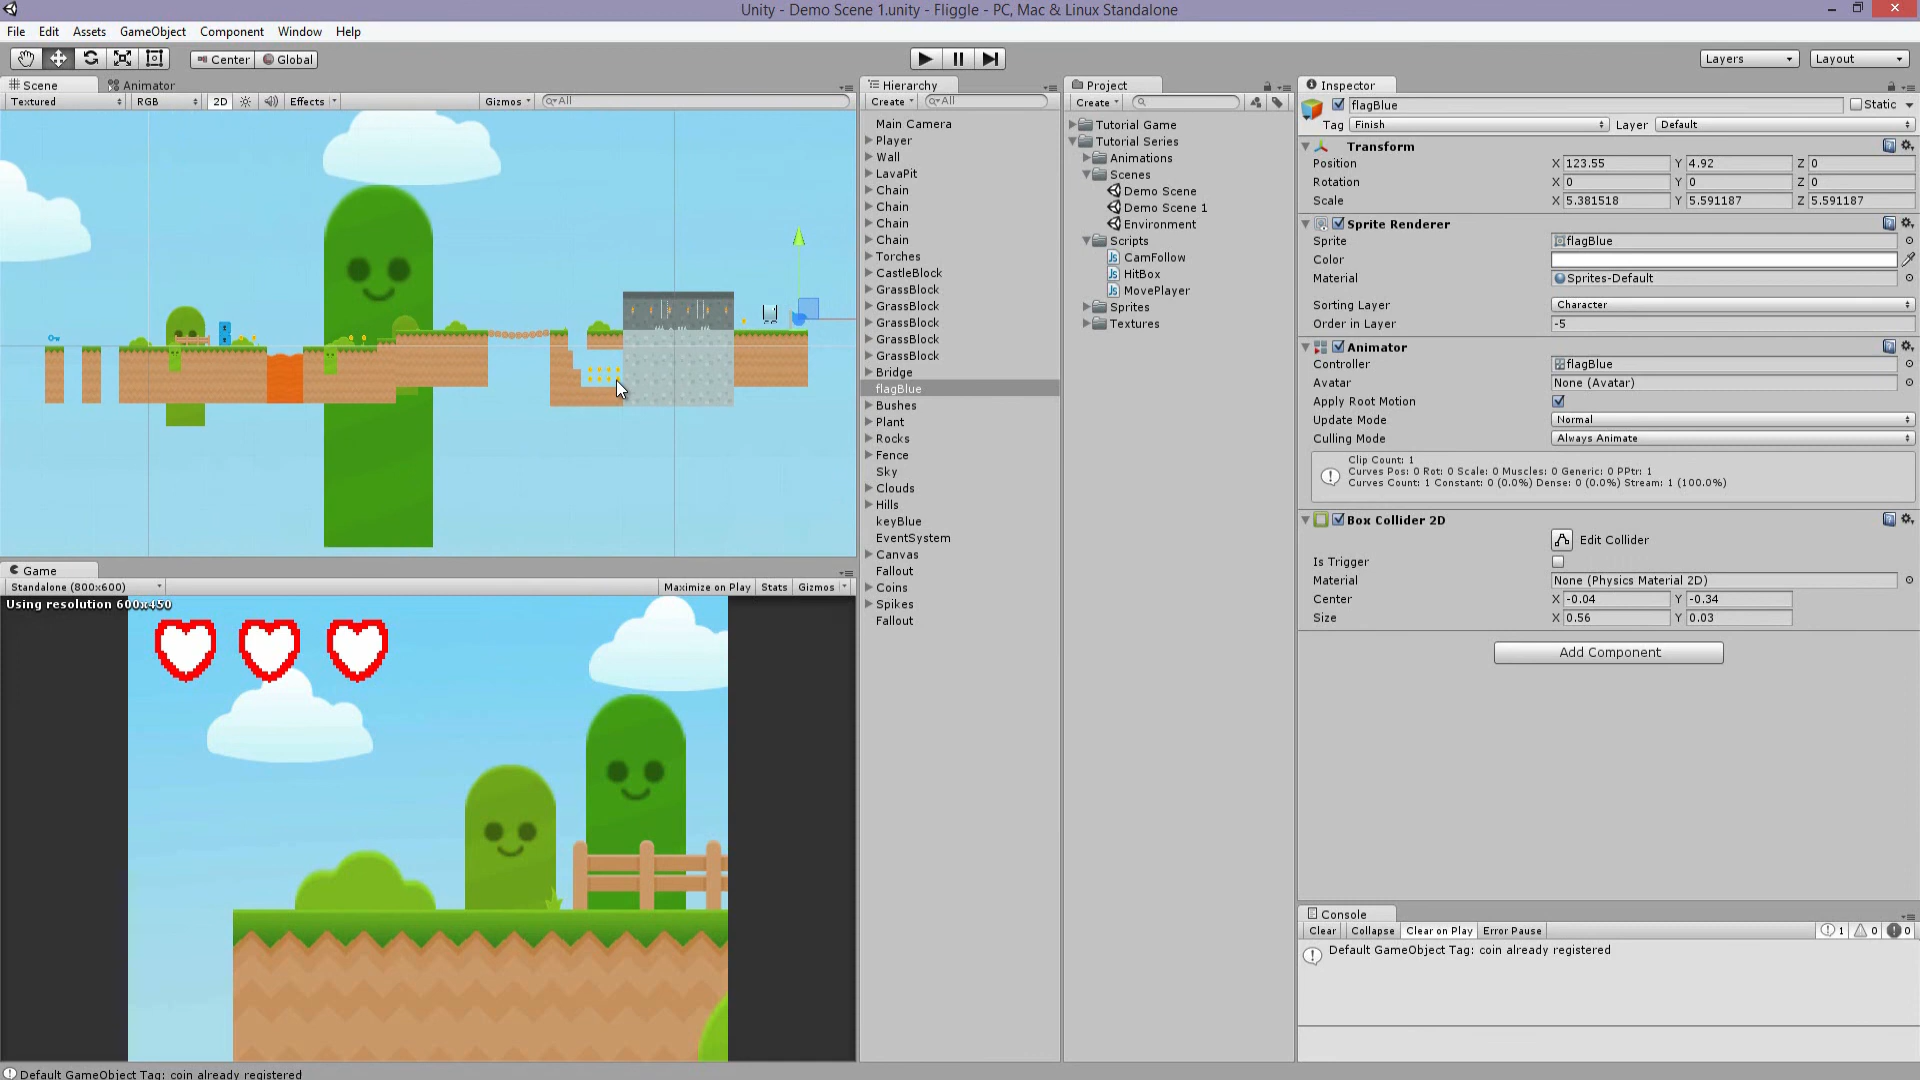 Unity - Demo Scene 1.unity - Fliggle - PC, Mac & Linux Standalone
File Edit Assets GameObject Component Window Help
Center Global Layers Layout
Scene Animator
Textured RGB 2D Effects Gizmos All
Game
Standalone (800x600) Maximize on Play Stats Gizmos
Using resolution 600x450
Hierarchy
Create All
Main Camera
Player
Wall
LavaPit
Chain
Chain
Chain
Chain
Torches
CastleBlock
GrassBlock
GrassBlock
GrassBlock
GrassBlock
GrassBlock
Bridge
flagBlue
Bushes
Plant
Rocks
Fence
Sky
Clouds
Hills
keyBlue
EventSystem
Canvas
Fallout
Coins
Spikes
Fallout
Project
Create
Tutorial Game
Tutorial Series
Animations
Scenes
Demo Scene
Demo Scene 1
Environment
Scripts
CamFollow
HitBox
MovePlayer
Sprites
Textures
Inspector
flagBlue Static
Tag Finish Layer Default
Transform
Position X 123.55 Y 4.92 Z 0
Rotation X 0 Y 0 Z 0
Scale X 5.381518 Y 5.591187 Z 5.591187
Sprite Renderer
Sprite flagBlue
Color
Material Sprites-Default
Sorting Layer Character
Order in Layer -5
Animator
Controller flagBlue
Avatar None (Avatar)
Apply Root Motion
Update Mode Normal
Culling Mode Always Animate
Clip Count: 1
Curves Pos: 0 Rot: 0 Scale: 0 Muscles: 0 Generic: 0 PPtr: 1
Curves Count: 1 Constant: 0 (0.0%) Dense: 0 (0.0%) Stream: 1 (100.0%)
Box Collider 2D
Edit Collider
Is Trigger
Material None (Physics Material 2D)
Center X -0.04 Y -0.34
Size X 0.56 Y 0.03
Add Component
Console
Clear Collapse Clear on Play Error Pause 1 0 0
Default GameObject Tag: coin already registered
Default GameObject Tag: coin already registered